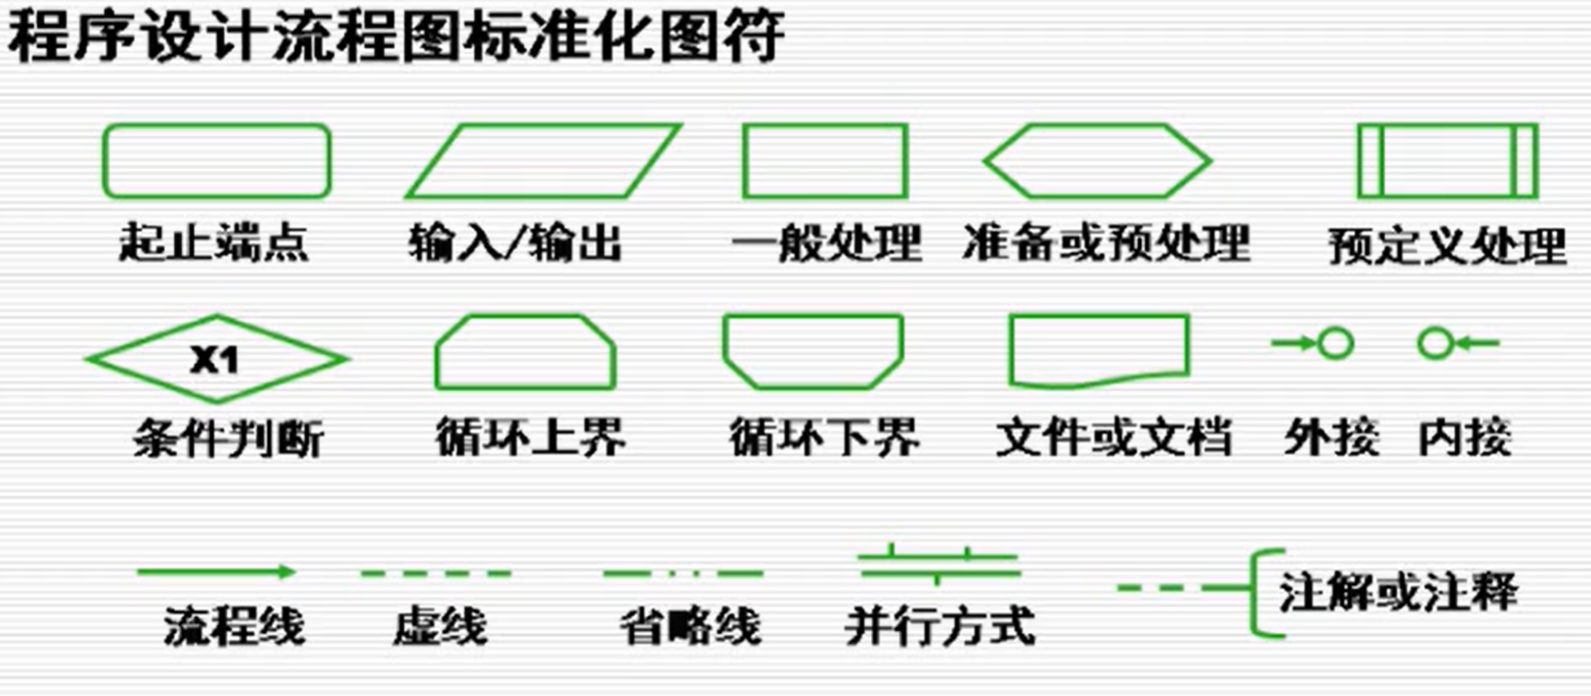 程序设计流程图标准化图符
起止端点 输入/输出 一般处理 准备或预处理 预定义处理
X1
条件判断 循环上界 循环下界 文件或文档 外接 内接
注解或注释
流程线 虚线 省略线 并行方式